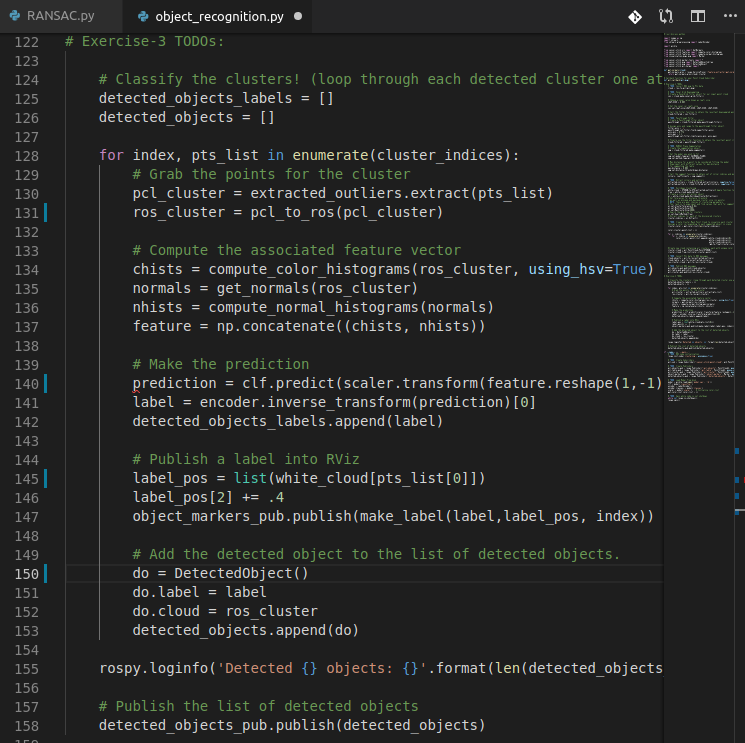 RANSAC.py
object_recognition.py
122 # Exercise-3 TODOs:
123
124     # Classify the clusters! (loop through each detected cluster one at
125     detected_objects_labels = []
126     detected_objects = []
127
128     for index, pts_list in enumerate(cluster_indices):
129         # Grab the points for the cluster
130         pcl_cluster = extracted_outliers.extract(pts_list)
131         ros_cluster = pcl_to_ros(pcl_cluster)
132
133         # Compute the associated feature vector
134         chists = compute_color_histograms(ros_cluster, using_hsv=True)
135         normals = get_normals(ros_cluster)
136         nhists = compute_normal_histograms(normals)
137         feature = np.concatenate((chists, nhists))
138
139         # Make the prediction
140         prediction = clf.predict(scaler.transform(feature.reshape(1,-1)
141         label = encoder.inverse_transform(prediction)[0]
142         detected_objects_labels.append(label)
143
144         # Publish a label into RViz
145         label_pos = list(white_cloud[pts_list[0]])
146         label_pos[2] += .4
147         object_markers_pub.publish(make_label(label,label_pos, index))
148
149         # Add the detected object to the list of detected objects.
150         do = DetectedObject()
151         do.label = label
152         do.cloud = ros_cluster
153         detected_objects.append(do)
154
155     rospy.loginfo('Detected {} objects: {}'.format(len(detected_objects
156
157     # Publish the list of detected objects
158     detected_objects_pub.publish(detected_objects)